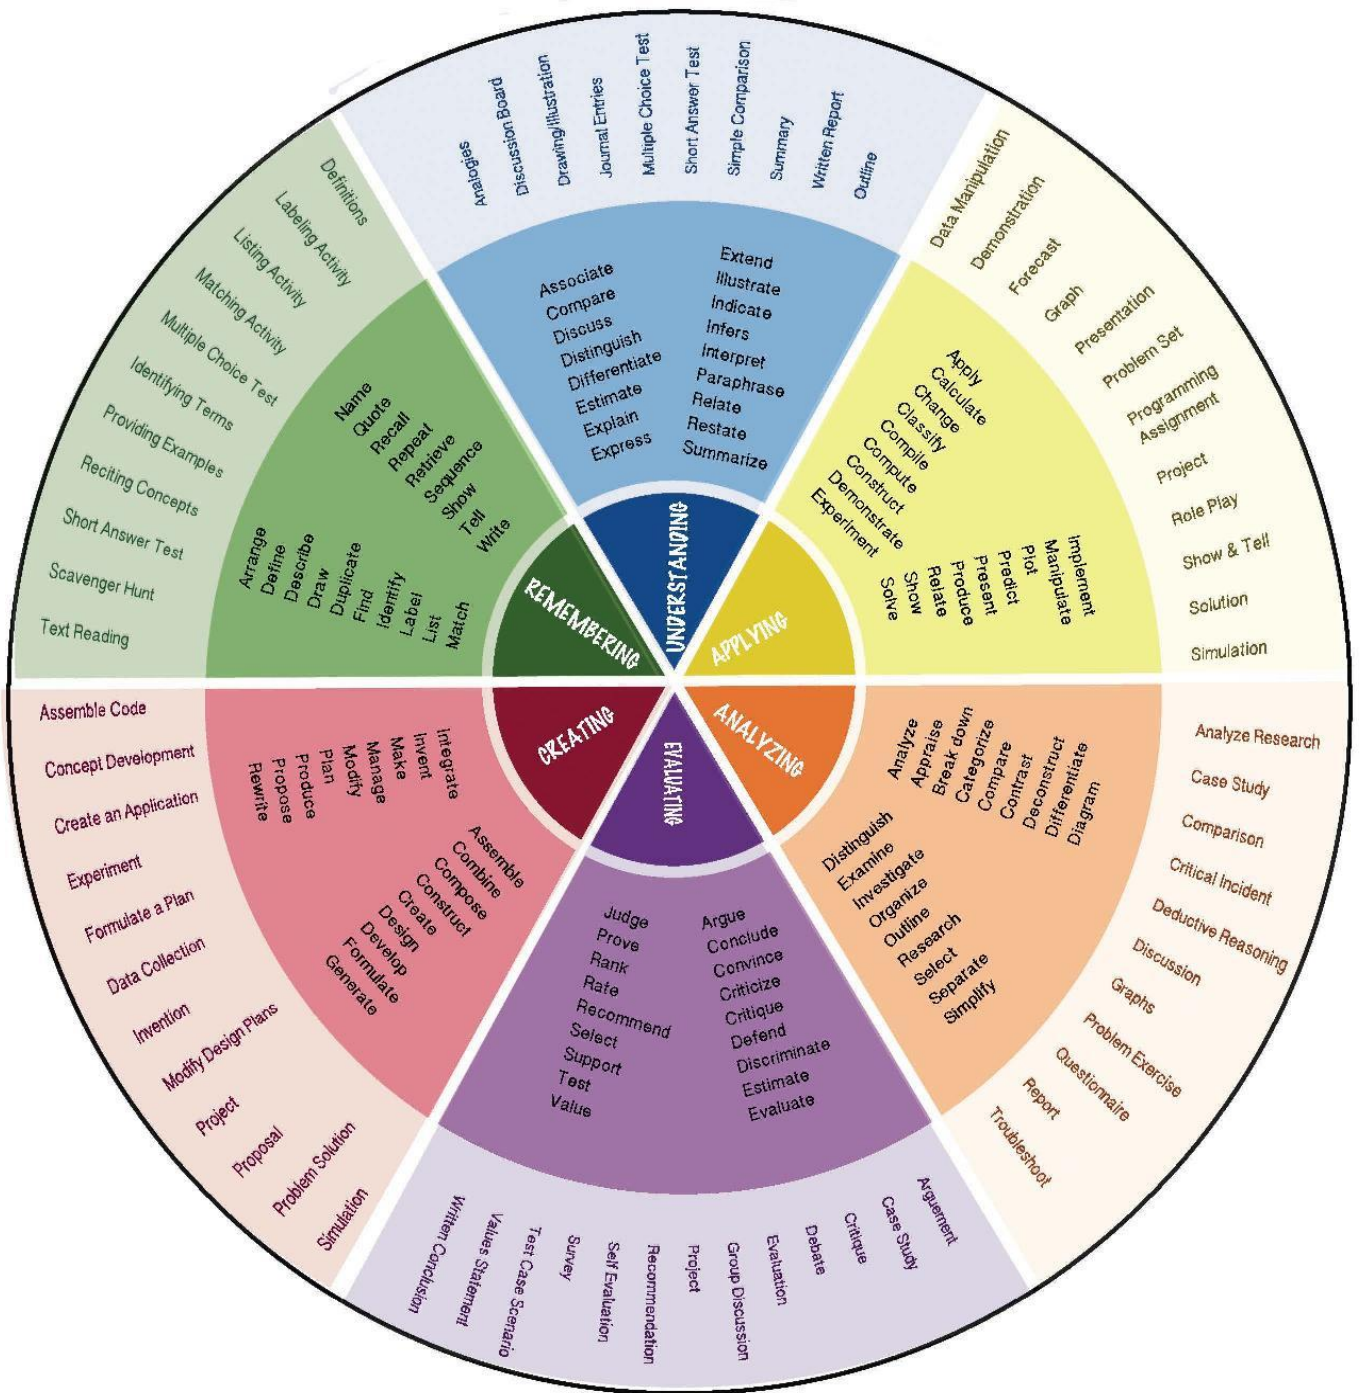 REMEMBERING
Name
Quote
Recall
Repeat
Retrieve
Sequence
Show
Tell
Write
Arrange
Define
Describe
Draw
Duplicate
Find
Identify
Label
List
Match
Definitions
Labeling Activity
Listing Activity
Matching Activity
Multiple Choice Test
Identifying Terms
Providing Examples
Reciting Concepts
Short Answer Test
Scavenger Hunt
Text Reading
UNDERSTANDING
Associate
Compare
Discuss
Distinguish
Differentiate
Estimate
Explain
Express
Extend
Illustrate
Indicate
Infers
Interpret
Paraphrase
Relate
Restate
Summarize
Analogies
Discussion Board
Drawing/Illustration
Journal Entries
Multiple Choice Test
Short Answer Test
Simple Comparison
Summary
Written Report
Outline
APPLYING
Apply
Calculate
Change
Classify
Compile
Compute
Construct
Demonstrate
Experiment
Implement
Manipulate
Plot
Predict
Present
Produce
Relate
Show
Solve
Data Manipulation
Demonstration
Forecast
Graph
Presentation
Problem Set
Programming
Assignment
Project
Role Play
Show & Tell
Solution
Simulation
ANALYZING
Analyze
Appraise
Break down
Categorize
Compare
Contrast
Deconstruct
Differentiate
Diagram
Distinguish
Examine
Investigate
Organize
Outline
Research
Select
Separate
Simplify
Analyze Research
Case Study
Comparison
Critical Incident
Deductive Reasoning
Discussion
Graphs
Problem Exercise
Questionnaire
Report
Troubleshoot
EVALUATING
Argue
Conclude
Convince
Criticize
Critique
Defend
Discriminate
Estimate
Evaluate
Judge
Prove
Rank
Rate
Recommend
Select
Support
Test
Value
Arguement
Case Study
Critique
Debate
Evaluation
Group Discussion
Project
Recommendation
Self Evaluation
Survey
Test Case Scenario
Values Statement
Written Conclusion
CREATING
Assemble
Combine
Compose
Construct
Create
Design
Develop
Formulate
Generate
Integrate
Invent
Make
Manage
Modify
Plan
Produce
Propose
Rewrite
Assemble Code
Concept Development
Create an Application
Experiment
Formulate a Plan
Data Collection
Invention
Modify Design Plans
Project
Proposal
Problem Solution
Simulation